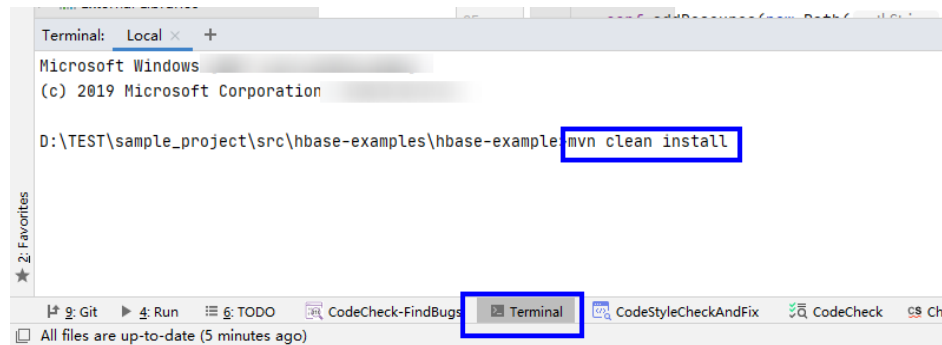 Terminal: Local × +
Microsoft Windows
(c) 2019 Microsoft Corporation
D:\TEST\sample_project\src\hbase-examples\hbase-example>mvn clean install
2: Favorites
9: Git 4: Run 6: TODO CodeCheck-FindBugs Terminal CodeStyleCheckAndFix CodeCheck CS Ch
All files are up-to-date (5 minutes ago)